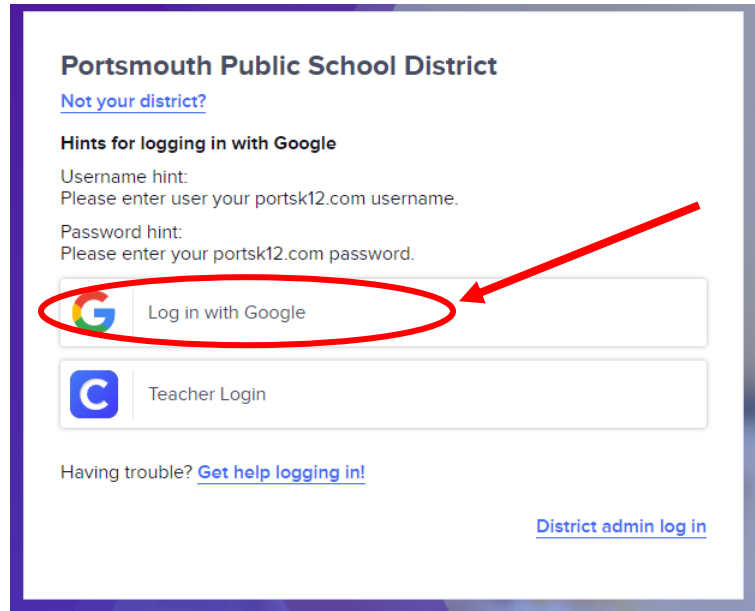 Portsmouth Public School District
Not your district?
Hints for logging in with Google
Username hint:
Please enter user your portsk12.com username.
Password hint:
Please enter your portsk12.com password.
Log in with Google
Teacher Login
Having trouble? Get help logging in!
District admin log in